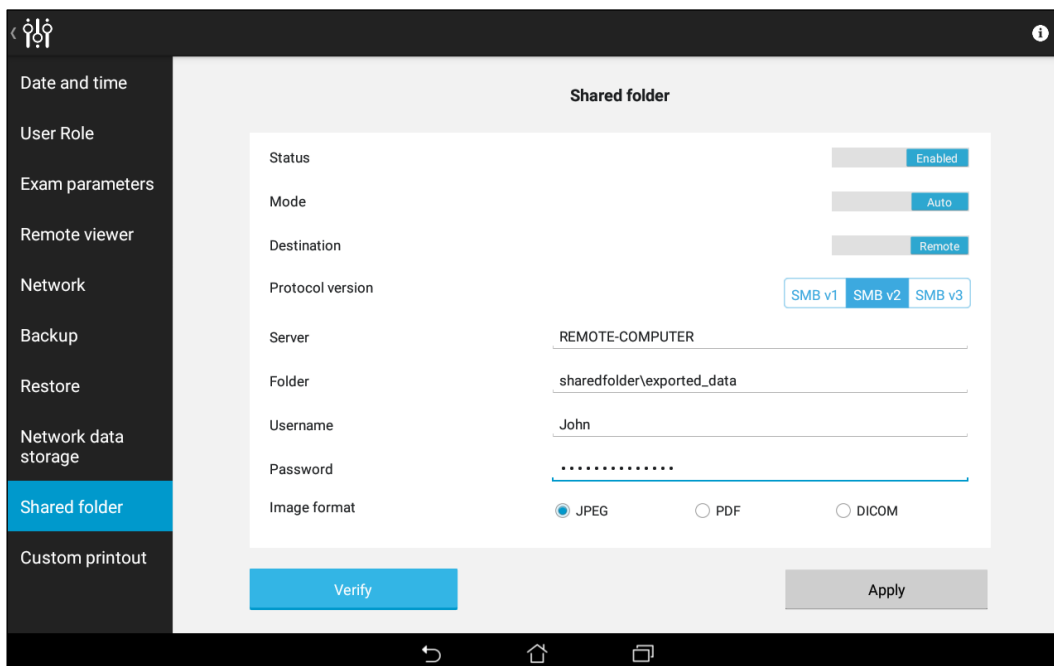 Date and time
User Role
Exam parameters
Remote viewer
Network
Backup
Restore
Network data
storage
Shared folder
Custom printout
Shared folder
Status
Enabled
Mode
Auto
Destination
Remote
Protocol version
SMB v1 SMB v2 SMB v3
Server
REMOTE-COMPUTER
Folder
sharedfolder\exported_data
Username
John
Password
••••••••••••••
Image format
JPEG PDF DICOM
Verify
Apply